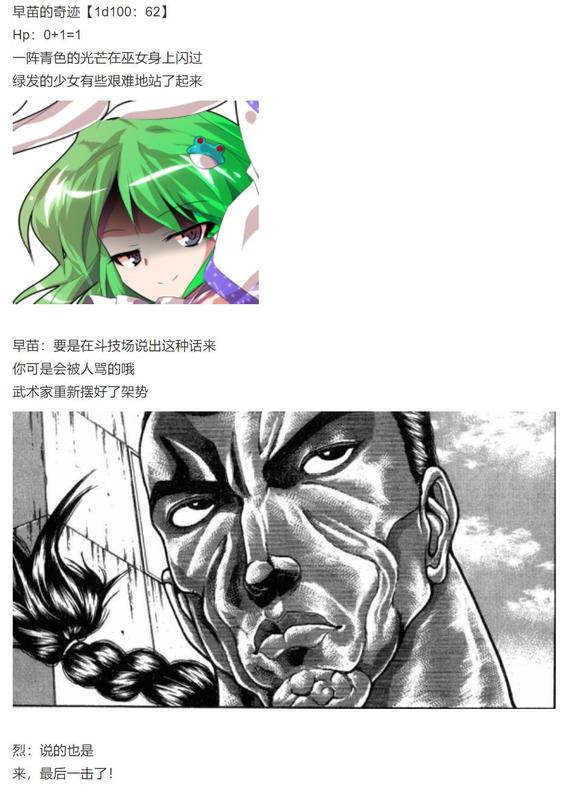 早苗的奇迹【1d100：62】
Hp：0+1=1
一阵青色的光芒在巫女身上闪过
绿发的少女有些艰难地站了起来
早苗：要是在斗技场说出这种话来
你可是会被人骂的哦
武术家重新摆好了架势
烈：说的也是
来，最后一击了！